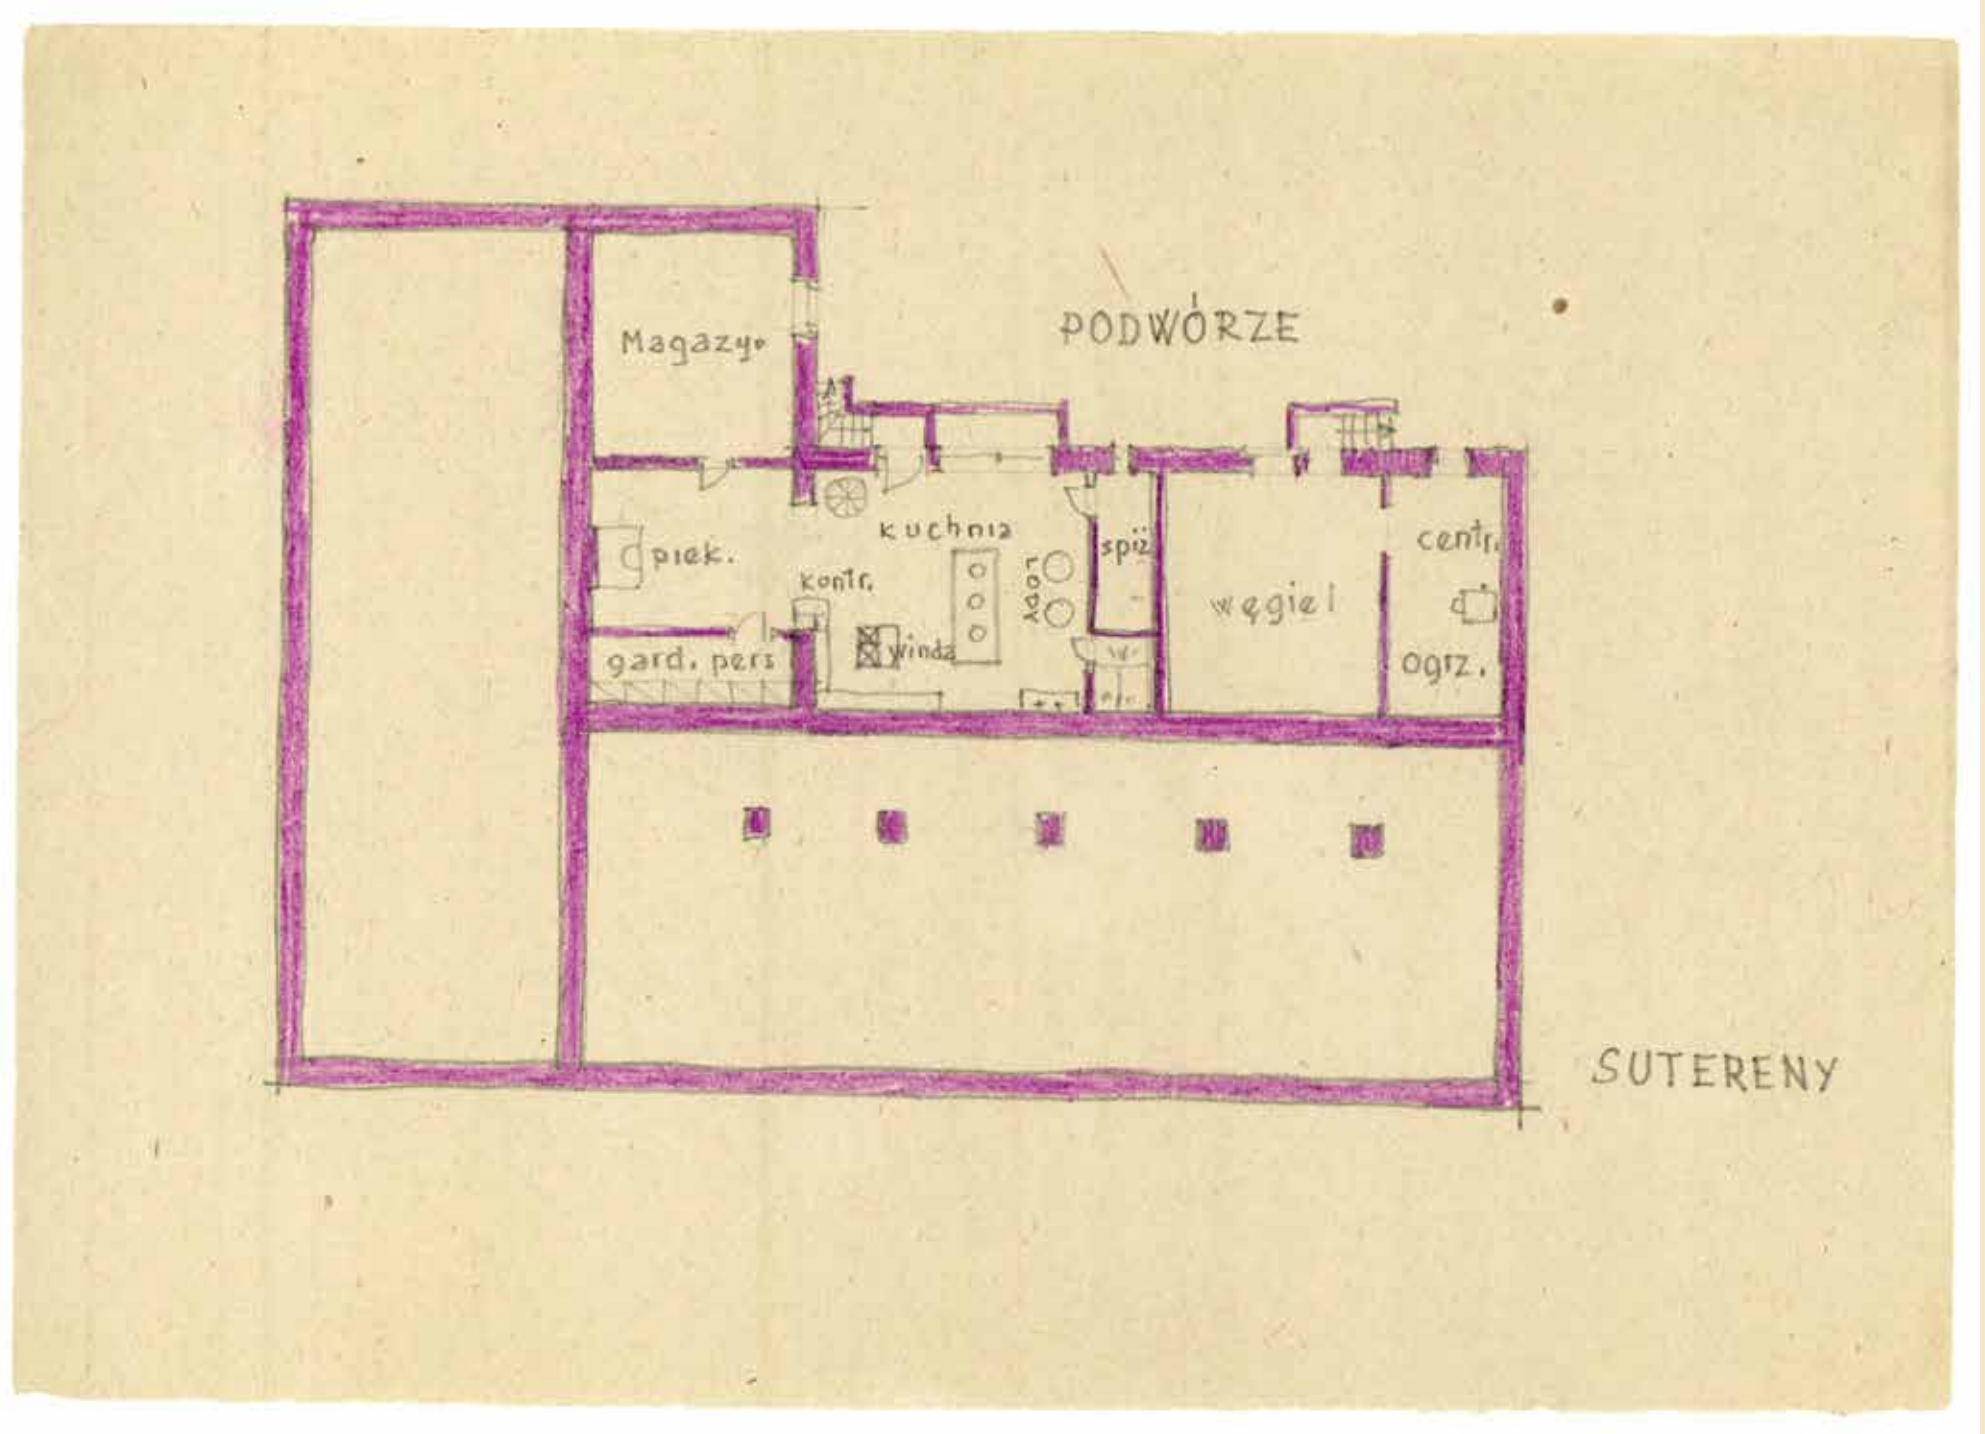 Magazyn
PODWÓRZE
kuchnia
piek.
kontr.
LODY
spiż
węgiel
centr.
ogrz.
winda
gard. pers
SUTERENY